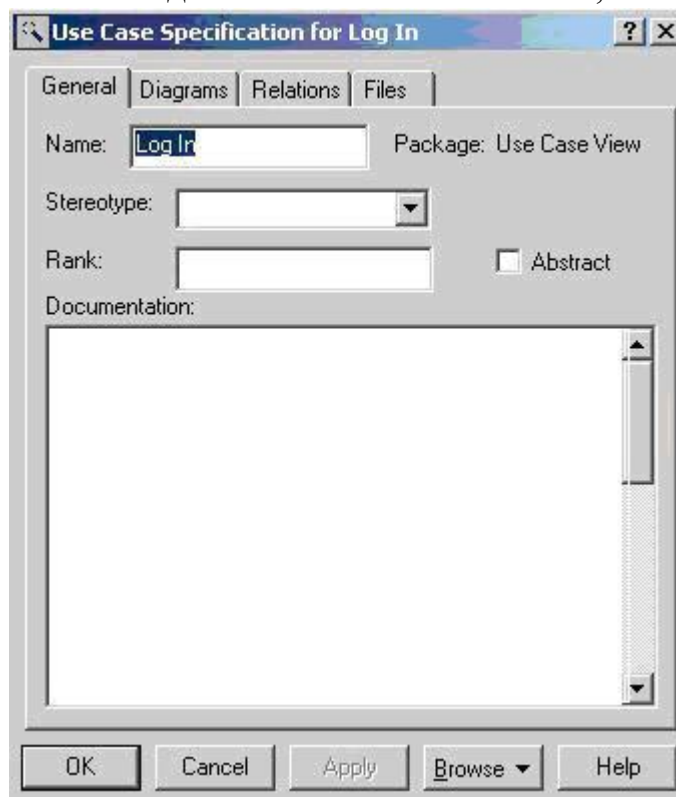 Use Case Specification for Log In
General Diagrams Relations Files
Name: Log In Package: Use Case View
Stereotype:
Rank: Abstract
Documentation:
OK Cancel Apply Browse Help